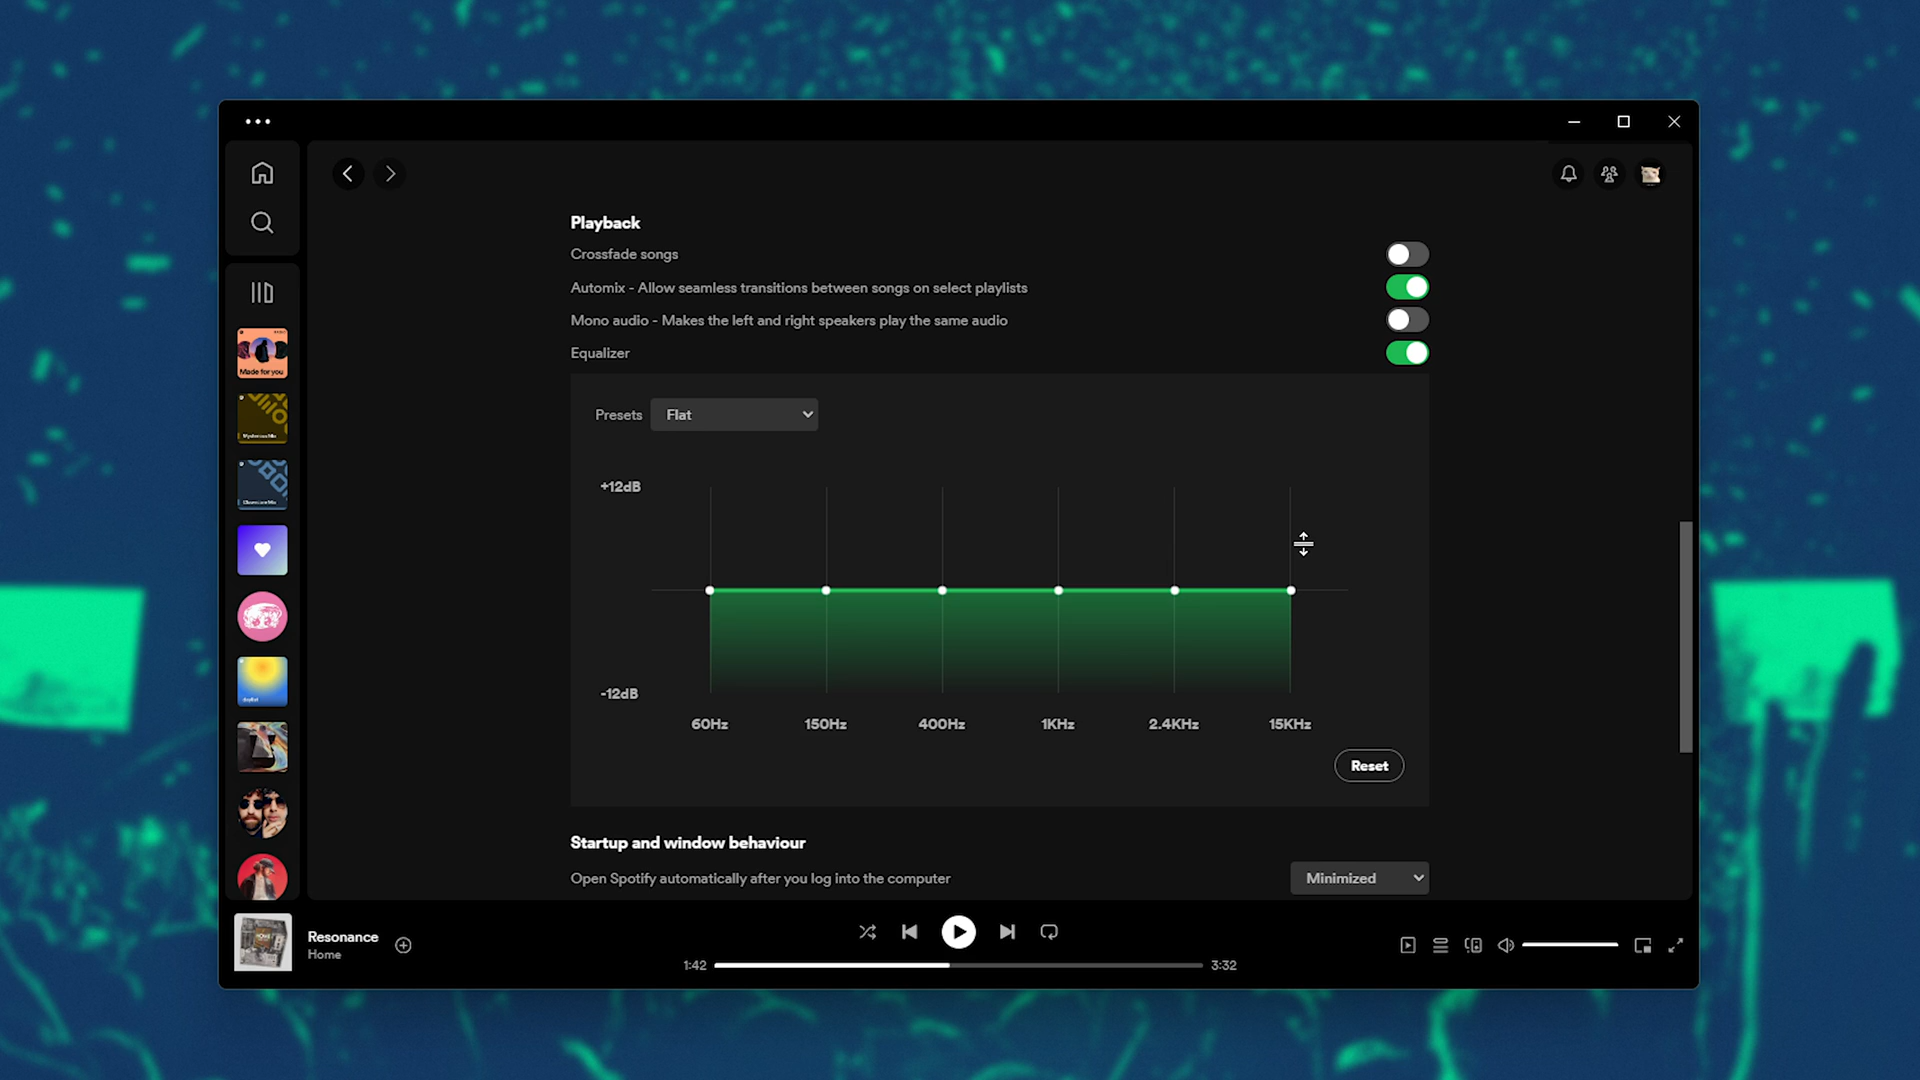 Playback
Crossfade songs
Automix - Allow seamless transitions between songs on select playlists
Mono audio - Makes the left and right speakers play the same audio
Equalizer
Presets Flat
+12dB
-12dB
60Hz 150Hz 400Hz 1KHz 2.4KHz 15KHz
Reset
Startup and window behaviour
Open Spotify automatically after you log into the computer Minimized
Made for you
Resonance
Home
1:42 3:32